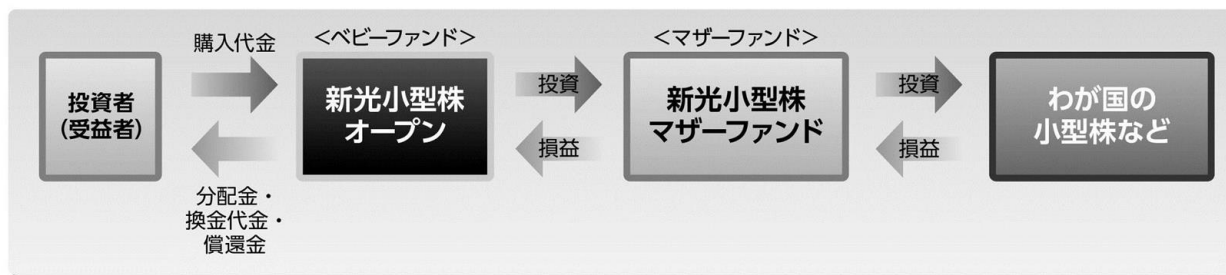 投資者
(受益者)
購入代金
分配金・
換金代金・
償還金
<ベビーファンド>
新光小型株
オープン
投資
損益
<マザーファンド>
新光小型株
マザーファンド
投資
損益
わが国の
小型株など